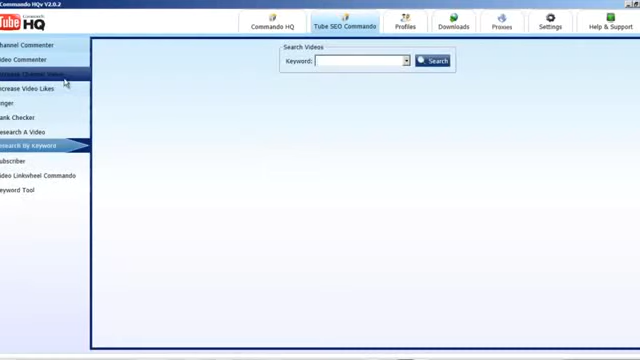 Commando HQv V2.0.2
Tube
HQ
Commando HQ
Tube SEO Commando
Profiles
Downloads
Proxies
Settings
Help & Support
hannel Commenter
ideo Commenter
ncrease Video Likes
inger
ank Checker
esearch A Video
esearch By Keyword
ubscriber
ideo Linkwheel Commando
eyword Tool
Search Videos
Keyword:
Search